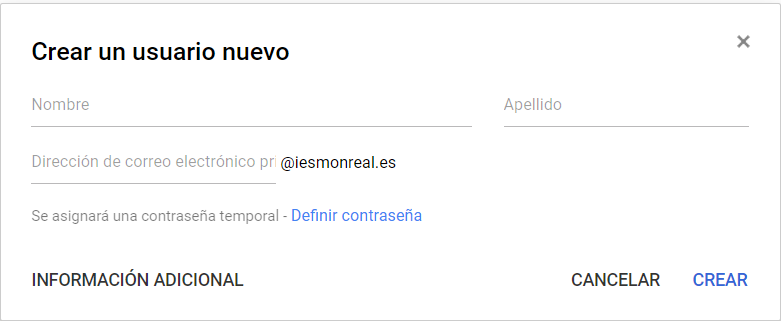 Crear un usuario nuevo
Nombre Apellido
Dirección de correo electrónico pri @iesmonreal.es
Se asignará una contraseña temporal - Definir contraseña
INFORMACIÓN ADICIONAL CANCELAR CREAR